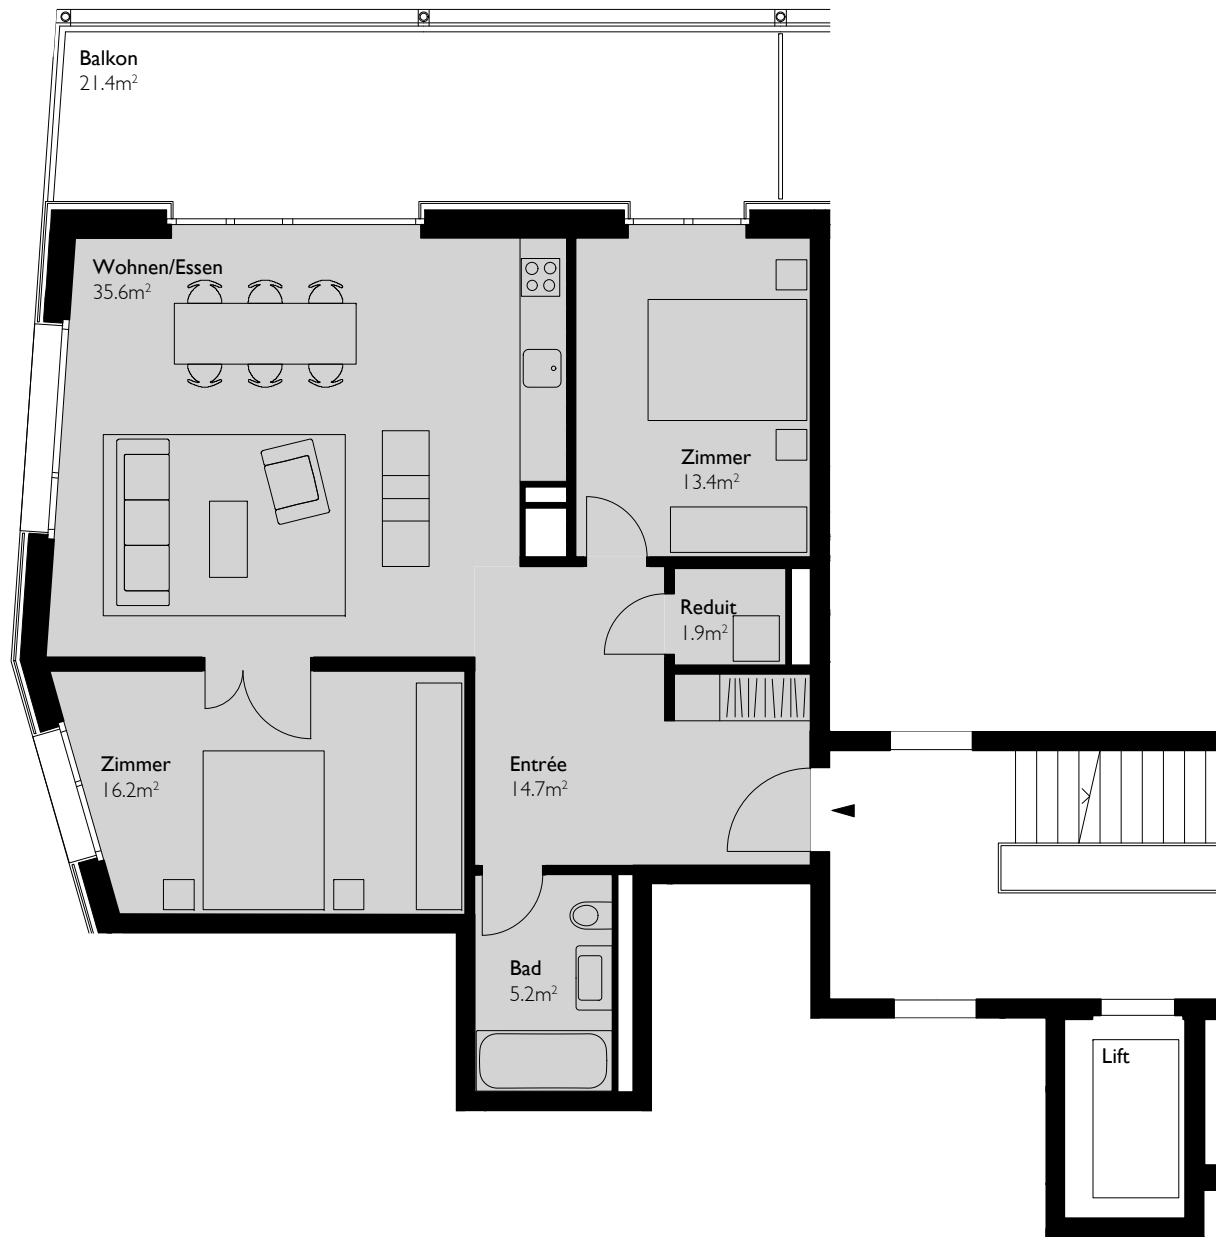 Balkon
21.4m²
Wohnen/Essen
35.6m²
Zimmer
13.4m²
Reduit
1.9m²
Zimmer
16.2m²
Entrée
14.7m²
Bad
5.2m²
Lift